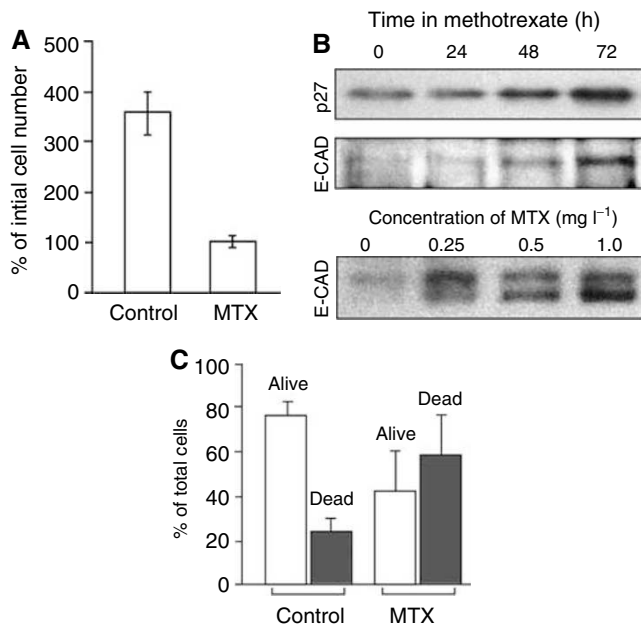 A
% of intial cell number
500
400
300
200
100
0
Control MTX
B
Time in methotrexate (h)
0 24 48 72
p27
E-CAD
Concentration of MTX (mg l⁻¹)
0 0.25 0.5 1.0
E-CAD
C
% of total cells
100
80
60
40
20
0
Alive
Dead
Alive
Dead
Control MTX